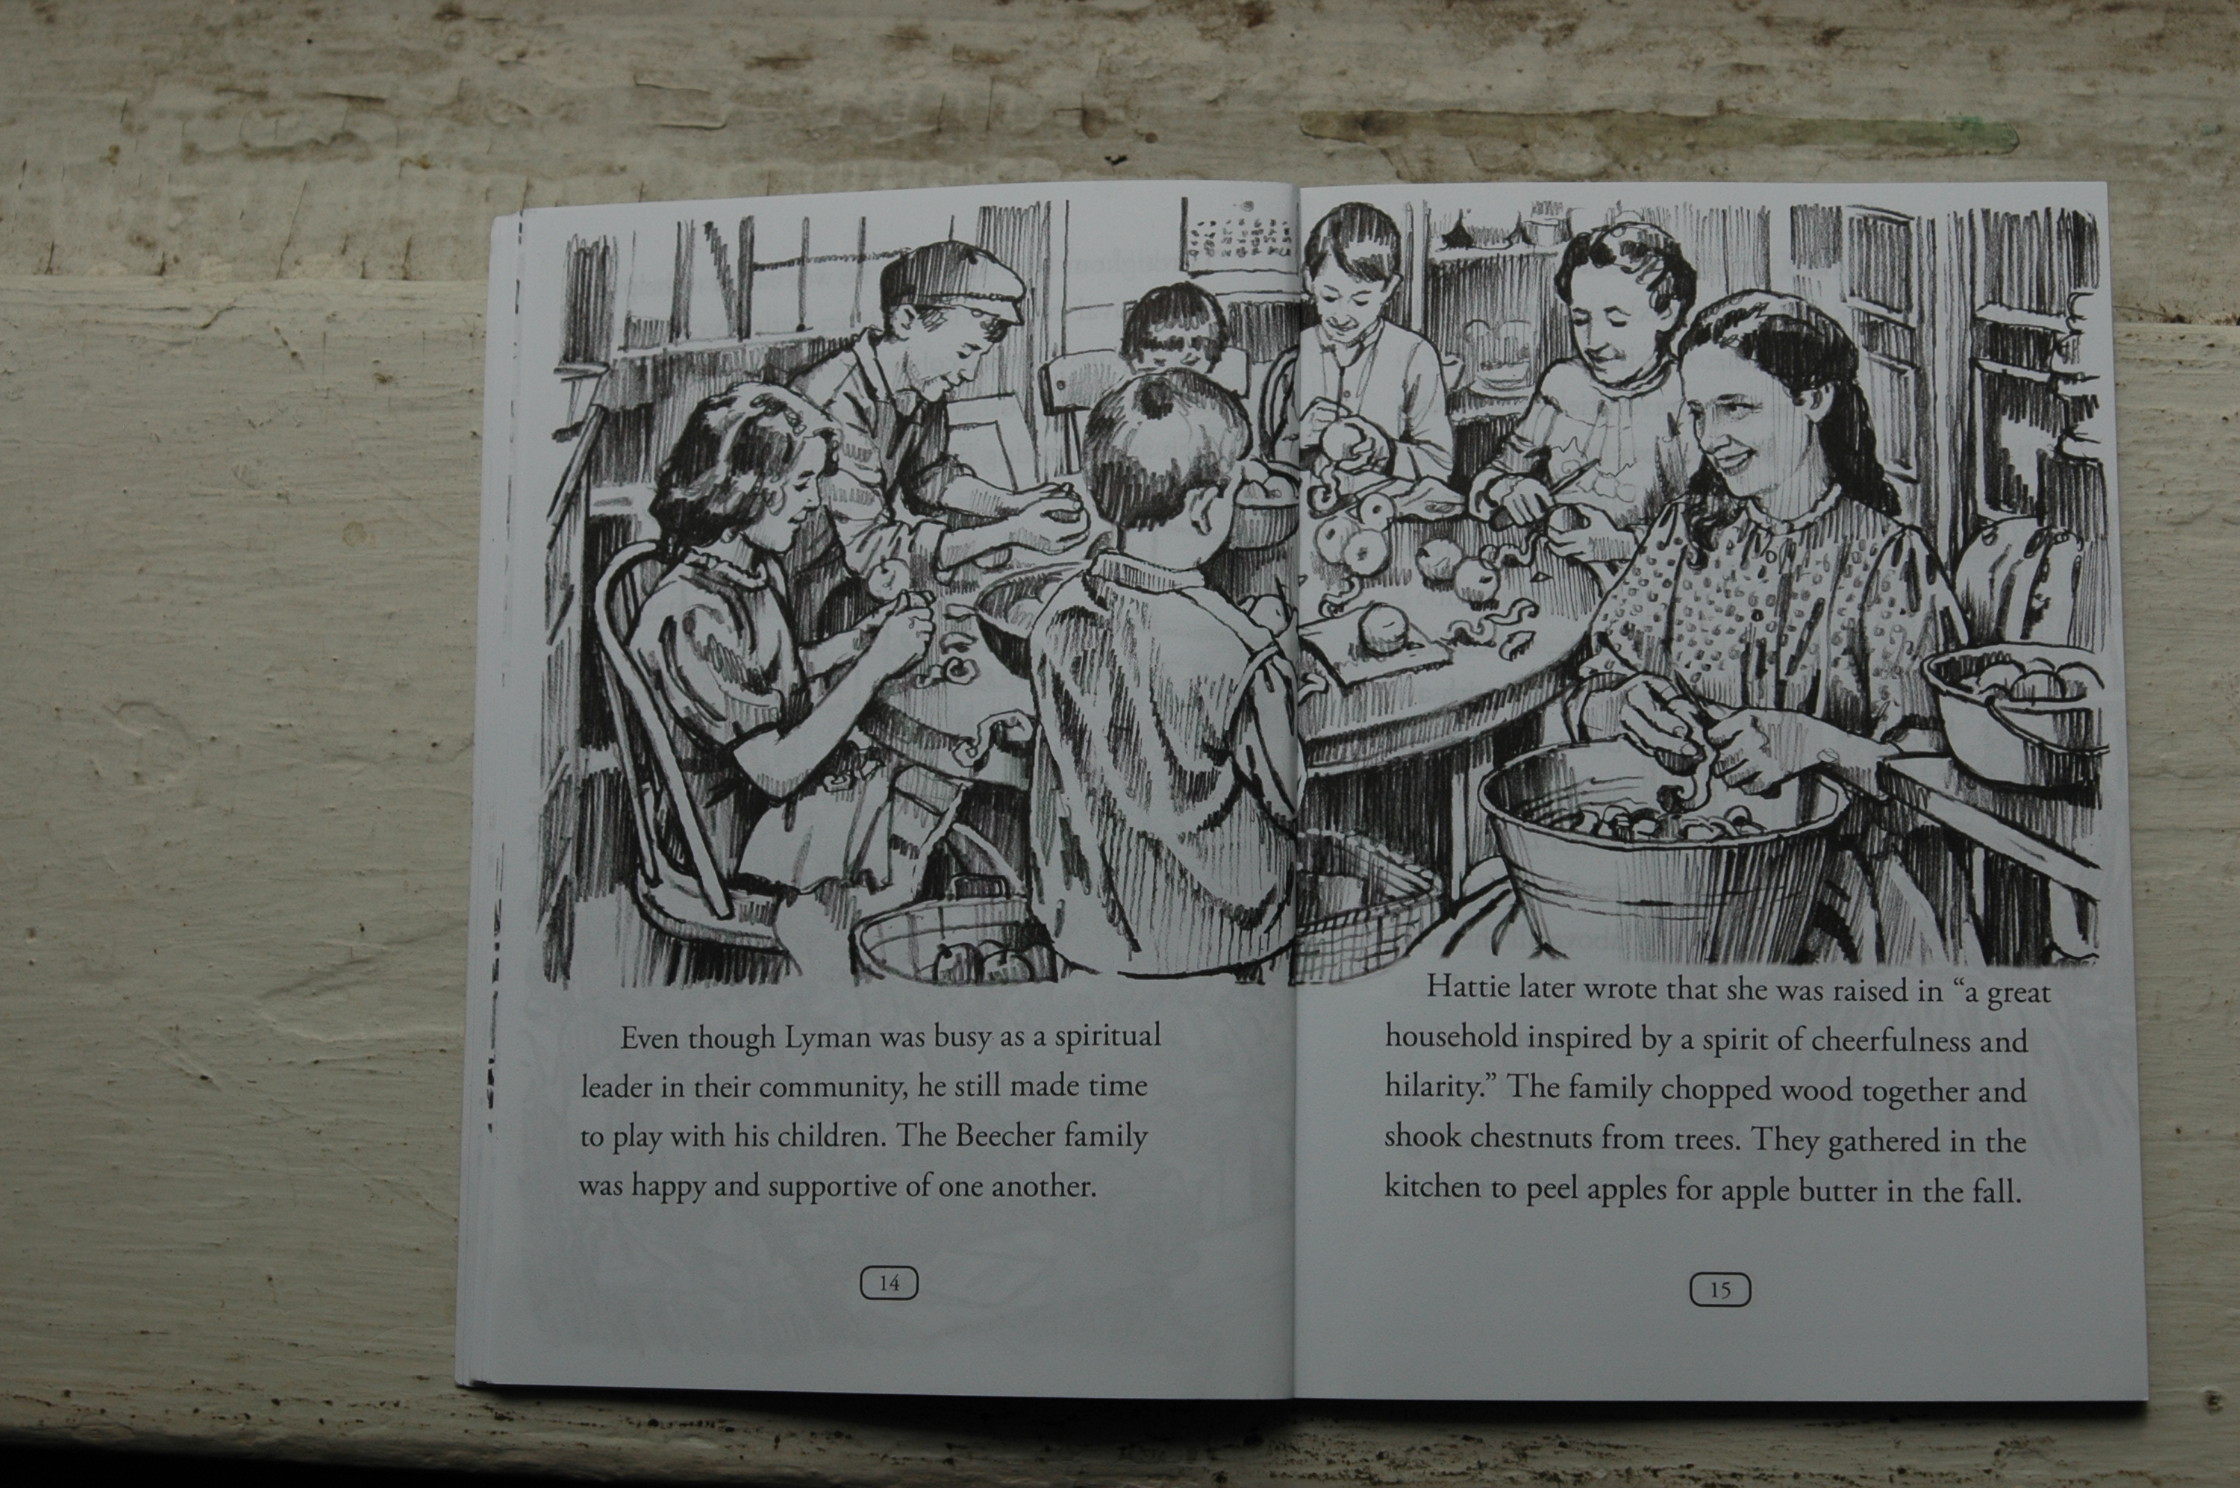 Even though Lyman was busy as a spiritual
leader in their community, he still made time
to play with his children. The Beecher family
was happy and supportive of one another.
14
Hattie later wrote that she was raised in “a great
household inspired by a spirit of cheerfulness and
hilarity.” The family chopped wood together and
shook chestnuts from trees. They gathered in the
kitchen to peel apples for apple butter in the fall.
15